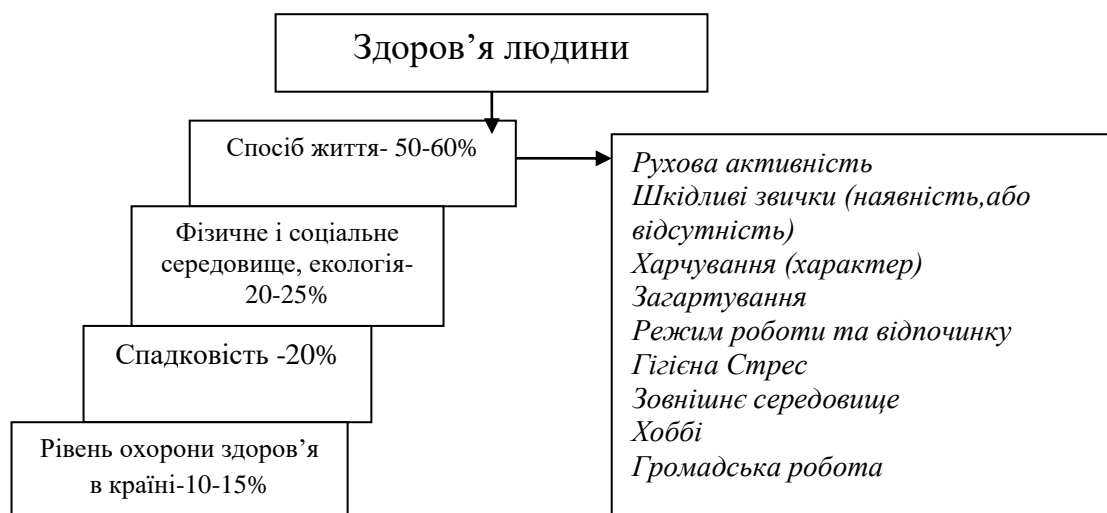 Здоров’я людини
Спосіб життя- 50-60%
Фізичне і соціальне
середовище, екологія-
20-25%
Спадковість -20%
Рівень охорони здоров’я
в країні-10-15%
Рухова активність
Шкідливі звички (наявність,або
відсутність)
Харчування (характер)
Загартування
Режим роботи та відпочинку
Гігієна Стрес
Зовнішнє середовище
Хоббі
Громадська робота